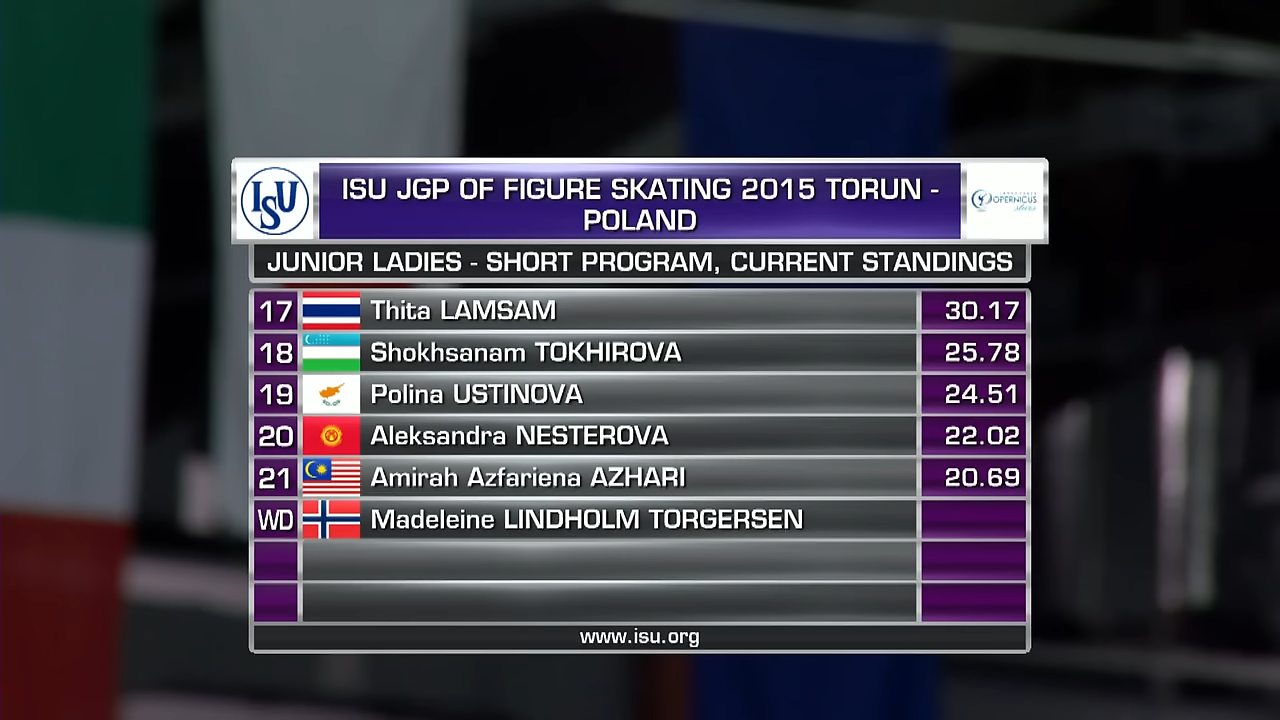 ISU
ISU JGP OF FIGURE SKATING 2015 TORUN -
POLAND
COPERNICUS
JUNIOR LADIES - SHORT PROGRAM, CURRENT STANDINGS
17 Thita LAMSAM 30.17
18 Shokhsanam TOKHIROVA 25.78
19 Polina USTINOVA 24.51
20 Aleksandra NESTEROVA 22.02
21 Amirah Azfariena AZHARI 20.69
WD Madeleine LINDHOLM TORGERSEN
www.isu.org